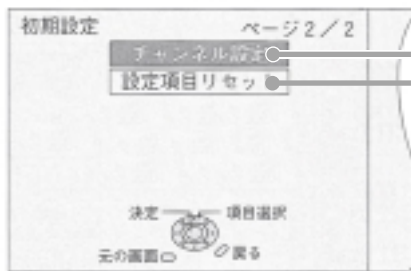 初期設定 ページ2/2
チャンネル設定
設定項目リセット
決定 項目選択
元の画面 戻る